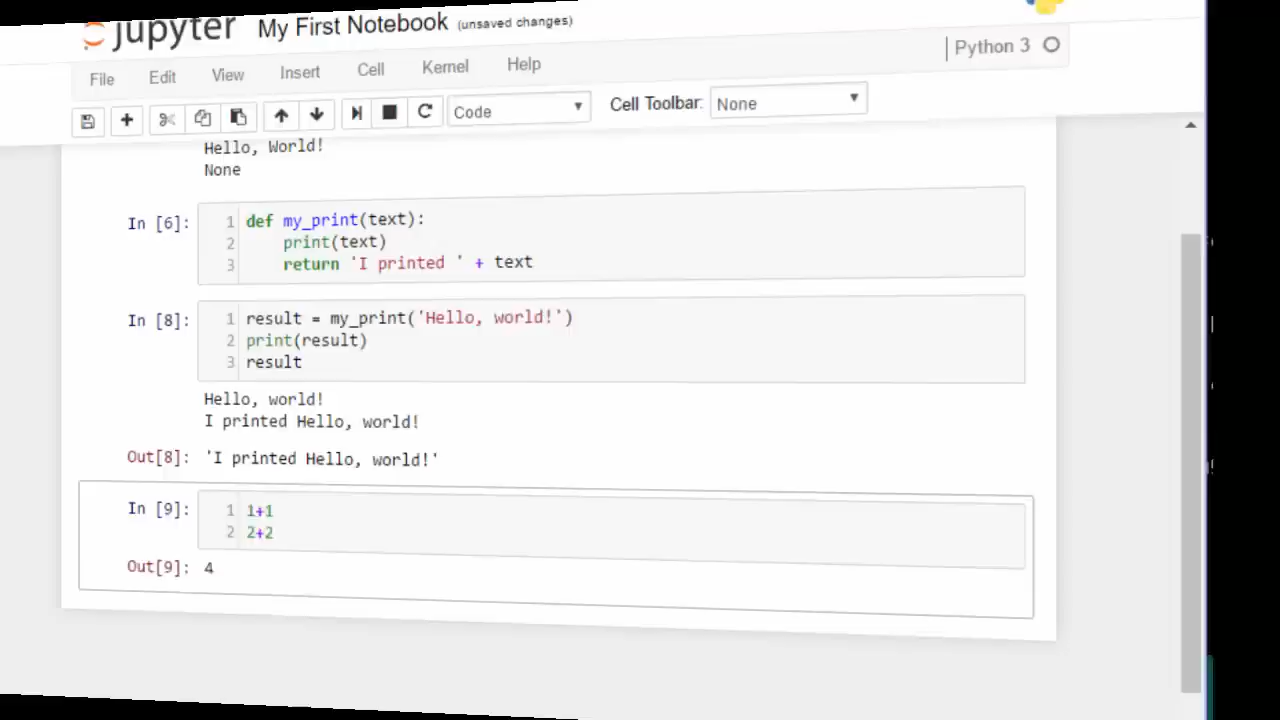 jupyter My First Notebook (unsaved changes)
File Edit View Insert Cell Kernel Help Python 3
Code Cell Toolbar: None
Hello, World!
None
In [6]: 1 def my_print(text):
2 print(text)
3 return 'I printed ' + text
In [8]: 1 result = my_print('Hello, world!')
2 print(result)
3 result
Hello, world!
I printed Hello, world!
Out[8]: 'I printed Hello, world!'
In [9]: 1 1+1
2 2+2
Out[9]: 4